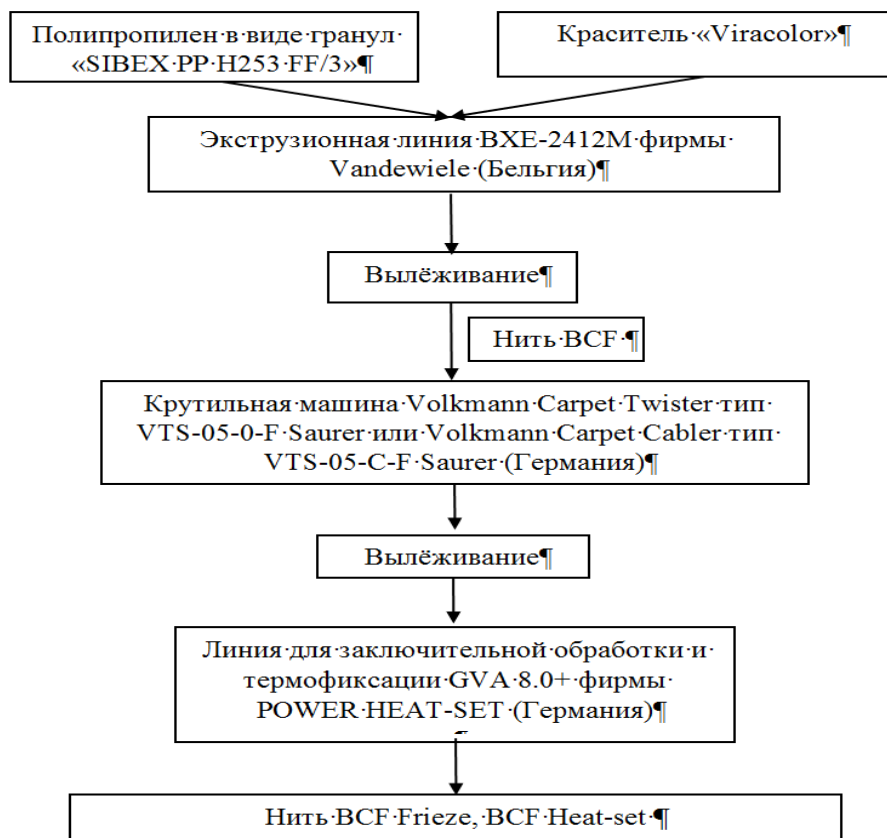 Полипропилен·в·виде·гранул·
«SIBEX·PP·H253·FF/3»¶
Краситель·«Viracolor»¶
Экструзионная·линия·BXE-2412M·фирмы·
Vandewiele·(Бельгия)¶
Вылёживание¶
Нить·BCF·¶
Крутильная·машина·Volkmann·Carpet·Twister·тип·
VTS-05-0-F·Saurer·или·Volkmann·Carpet·Cabler·тип·
VTS-05-C-F·Saurer·(Германия)¶
Вылёживание¶
Линия·для·заключительной·обработки·и·
термофиксации·GVA·8.0+·фирмы·
POWER·HEAT-SET·(Германия)¶
¶
Нить·BCF·Frieze,·BCF·Heat-set·¶